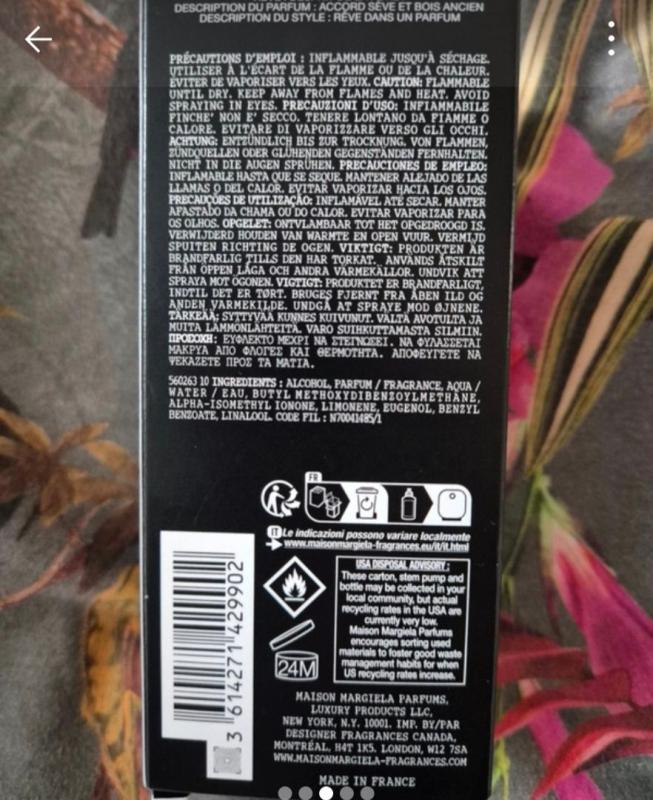 DESCRIPTION DU PARFUM : ACCORD SÈVE ET BOIS ANCIEN
DESCRIPTION DU STYLE : RÊVE DANS UN PARFUM
PRÉCAUTIONS D'EMPLOI : INFLAMMABLE JUSQU'À SÉCHAGE.
UTILISER À L'ÉCART DE LA FLAMME OU DE LA CHALEUR.
ÉVITER DE VAPORISER VERS LES YEUX. CAUTION: FLAMMABLE
UNTIL DRY. KEEP AWAY FROM FLAMES AND HEAT. AVOID
SPRAYING IN EYES. PRECAUZIONI D'USO: INFIAMMABILE
FINCHE' NON E' SECCO. TENERE LONTANO DA FIAMME O
CALORE. EVITARE DI VAPORIZZARE VERSO GLI OCCHI.
ACHTUNG: ENTZÜNDLICH BIS ZUR TROCKNUNG. VON FLAMMEN,
ZÜNDQUELLEN ODER GLÜHENDEN GEGENSTÄNDEN FERNHALTEN.
NICHT IN DIE AUGEN SPRÜHEN. PRECAUCIONES DE EMPLEO:
INFLAMABLE HASTA QUE SE SEQUE. MANTENER ALEJADO DE LAS
LLAMAS O DEL CALOR. EVITAR VAPORIZAR HACIA LOS OJOS.
PRECAUÇÕES DE UTILIZAÇÃO: INFLAMÁVEL ATÉ SECAR. MANTER
AFASTADO DA CHAMA OU DO CALOR. EVITAR VAPORIZAR PARA
OS OLHOS. OPGELET: ONTVLAMBAAR TOT HET OPGEDROOGD IS.
VERWIJDERD HOUDEN VAN WARMTE EN OPEN VUUR. VERMIJD
SPUITEN RICHTING DE OGEN. VIKTIGT: PRODUKTEN ÄR
BRANDFARLIG TILLS DEN HAR TORKAT. ANVÄNDS ÅTSKILT
FRÅN ÖPPEN LÅGA OCH ANDRA VÄRMEKÄLLOR. UNDVIK ATT
SPRAYA MOT ÖGONEN. VIGTIGT: PRODUKTET ER BRANDFARLIGT,
INDTIL DET ER TØRT. BRUGES FJERNT FRA ÅBEN ILD OG
ANDEN VARMEKILDE. UNDGÅ AT SPRAYE MOD ØJNENE.
TÄRKEÄÄ: SYTTYVÄÄ KUNNES KUIVUNUT. VÄLTÄ AVOTULTA JA
MUITA LÄMMÖNLÄHTEITÄ. VARO SUIHKUTTAMASTA SILMIIN.
ΠΡΟΣΟΧΗ: ΕΥΦΛΕΚΤΟ ΜΕΧΡΙ ΝΑ ΣΤΕΓΝΩΣΕΙ. ΝΑ ΦΥΛΑΣΣΕΤΑΙ
ΜΑΚΡΥΑ ΑΠΟ ΦΛΟΓΕΣ ΚΑΙ ΘΕΡΜΟΤΗΤΑ. ΑΠΟΦΕΥΓΕΤΕ ΝΑ
ΨΕΚΑΖΕΤΕ ΠΡΟΣ ΤΑ ΜΑΤΙΑ.
560263 10 INGREDIENTS : ALCOHOL, PARFUM / FRAGRANCE, AQUA /
WATER / EAU, BUTYL METHOXYDIBENZOYLMETHANE,
ALPHA-ISOMETHYL IONONE, LIMONENE, EUGENOL, BENZYL
BENZOATE, LINALOOL. CODE FIL : N70041485/1
FR
IT Le indicazioni possono variare localmente
www.maisonmargiela-fragrances.eu/it/it.html
USA DISPOSAL ADVISORY :
These carton, stem pump and
bottle may be collected in your
local community, but actual
recycling rates in the USA are
currently very low.
Maison Margiela Parfums
encourages sorting used
materials to foster good waste
management habits for when
US recycling rates increase.
24M
3 614271 429902
MAISON MARGIELA PARFUMS,
LUXURY PRODUCTS LLC,
NEW YORK, N.Y. 10001. IMP. BY/PAR
DESIGNER FRAGRANCES CANADA,
MONTRÉAL, H4T 1K5. LONDON, W12 7SA
WWW.MAISONMARGIELA-FRAGRANCES.COM
MADE IN FRANCE